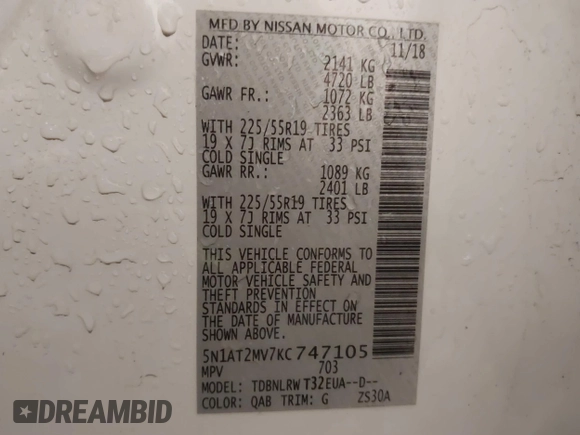 MFD BY NISSAN MOTOR CO., LTD.
DATE: 11/18
GVWR: 2141 KG
4720 LB
GAWR FR.: 1072 KG
2363 LB
WITH 225/55R19 TIRES
19 X 7J RIMS AT 33 PSI
COLD SINGLE
GAWR RR.: 1089 KG
2401 LB
WITH 225/55R19 TIRES
19 X 7J RIMS AT 33 PSI
COLD SINGLE
THIS VEHICLE CONFORMS TO
ALL APPLICABLE FEDERAL
MOTOR VEHICLE SAFETY AND
THEFT PREVENTION
STANDARDS IN EFFECT ON
THE DATE OF MANUFACTURE
SHOWN ABOVE.
5N1AT2MV7KC747105
MPV 703
MODEL: TDBNLRW T32EUA--D--
COLOR: QAB TRIM: G ZS30A
DREAMBID